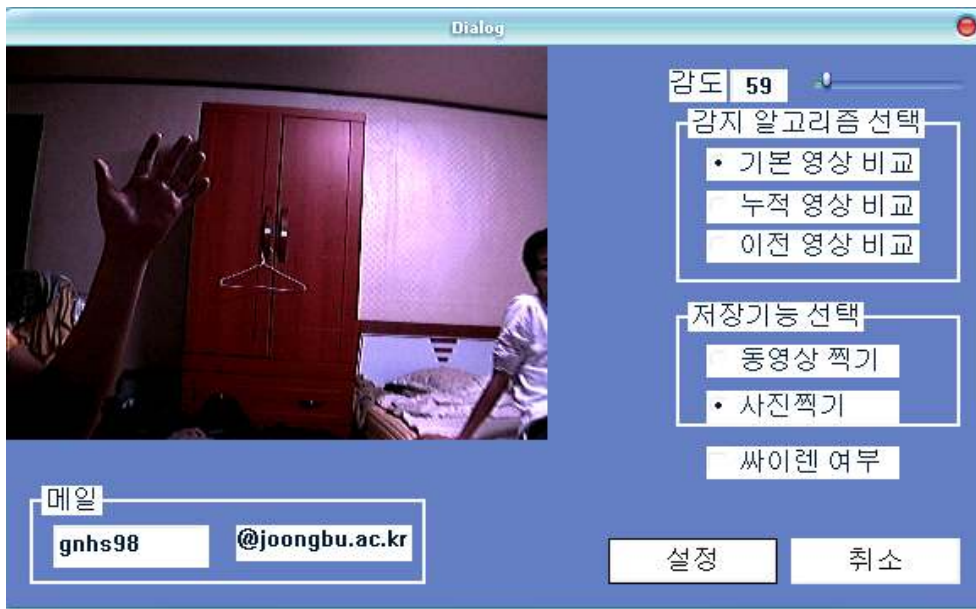 Dialog
감도 59
감지 알고리즘 선택
기본 영상 비교
누적 영상 비교
이전 영상 비교
저장기능 선택
동영상 찍기
사진찍기
싸이렌 여부
메일
gnhs98 @joongbu.ac.kr
설정 취소